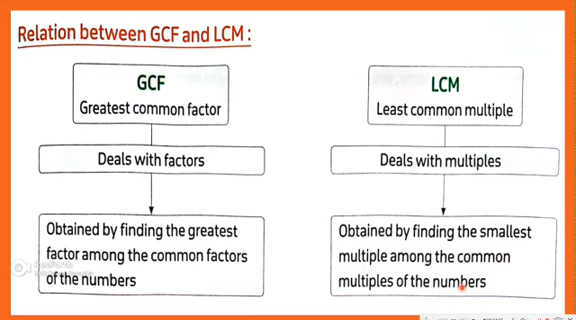 Relation between GCF and LCM :
GCF
Greatest common factor
Deals with factors
Obtained by finding the greatest
factor among the common factors
of the numbers
LCM
Least common multiple
Deals with multiples
Obtained by finding the smallest
multiple among the common
multiples of the numbers